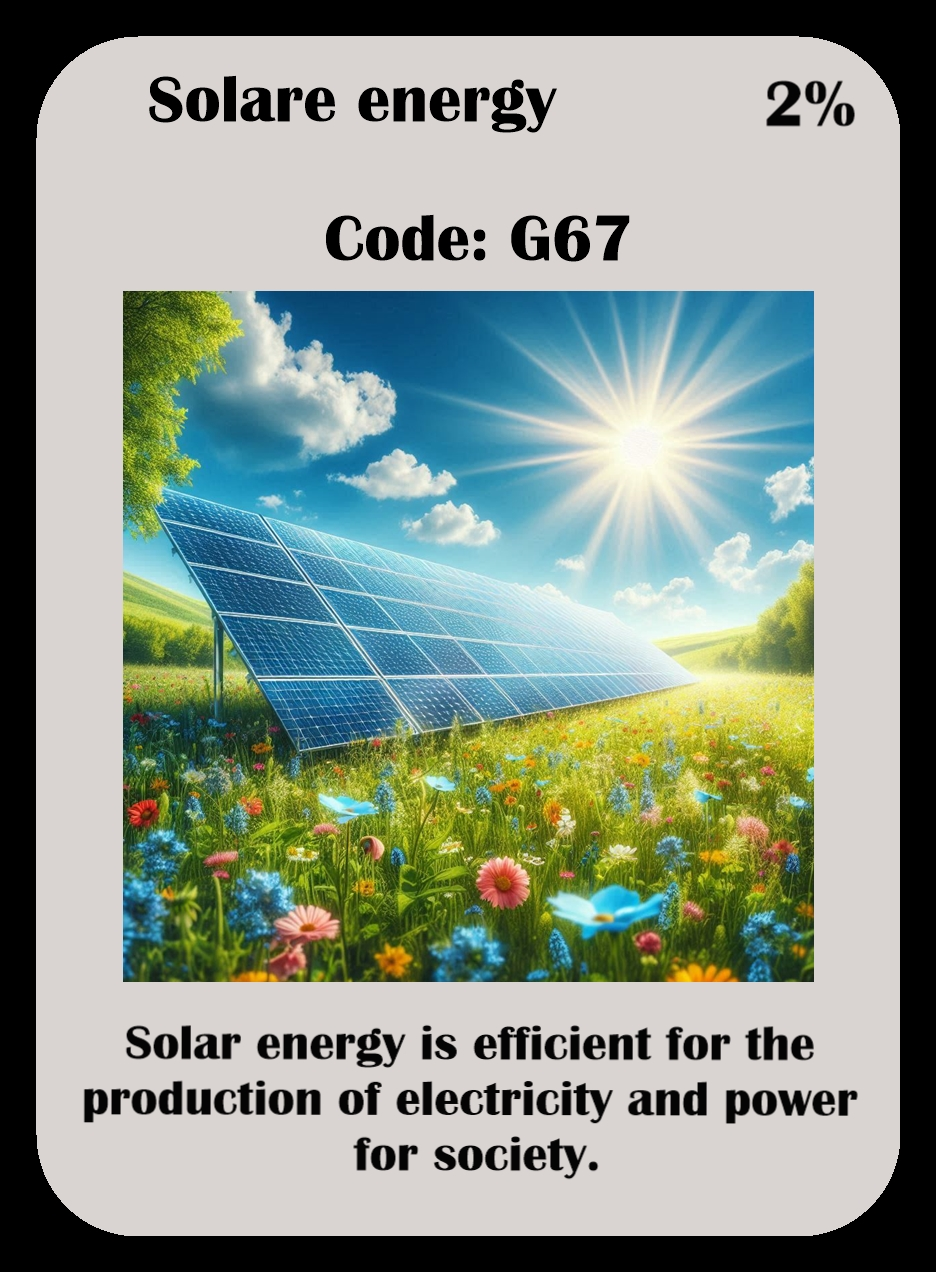 Solare energy 2%
Code: G67
Solar energy is efficient for the
production of electricity and power
for society.